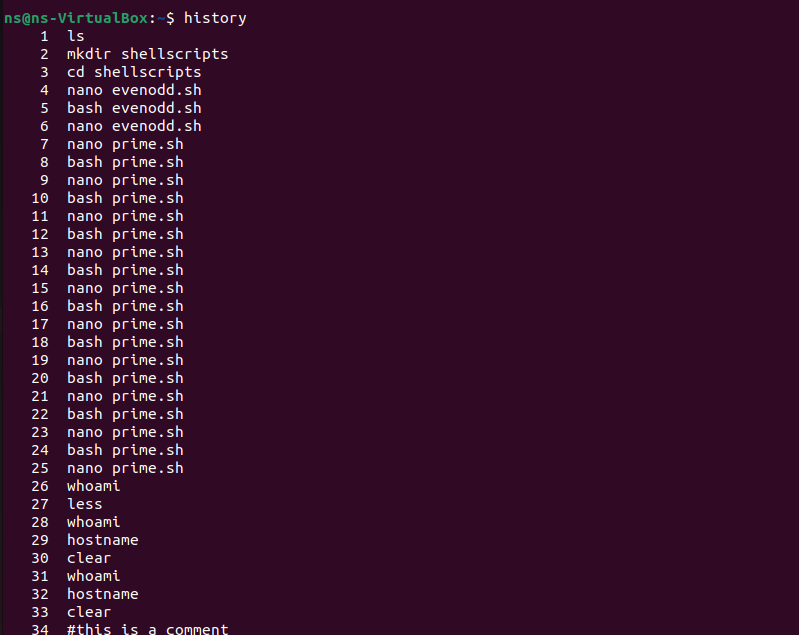 ns@ns-VirtualBox:~$ history
1 ls
2 mkdir shellscripts
3 cd shellscripts
4 nano evenodd.sh
5 bash evenodd.sh
6 nano evenodd.sh
7 nano prime.sh
8 bash prime.sh
9 nano prime.sh
10 bash prime.sh
11 nano prime.sh
12 bash prime.sh
13 nano prime.sh
14 bash prime.sh
15 nano prime.sh
16 bash prime.sh
17 nano prime.sh
18 bash prime.sh
19 nano prime.sh
20 bash prime.sh
21 nano prime.sh
22 bash prime.sh
23 nano prime.sh
24 bash prime.sh
25 nano prime.sh
26 whoami
27 less
28 whoami
29 hostname
30 clear
31 whoami
32 hostname
33 clear
34 #this is a comment